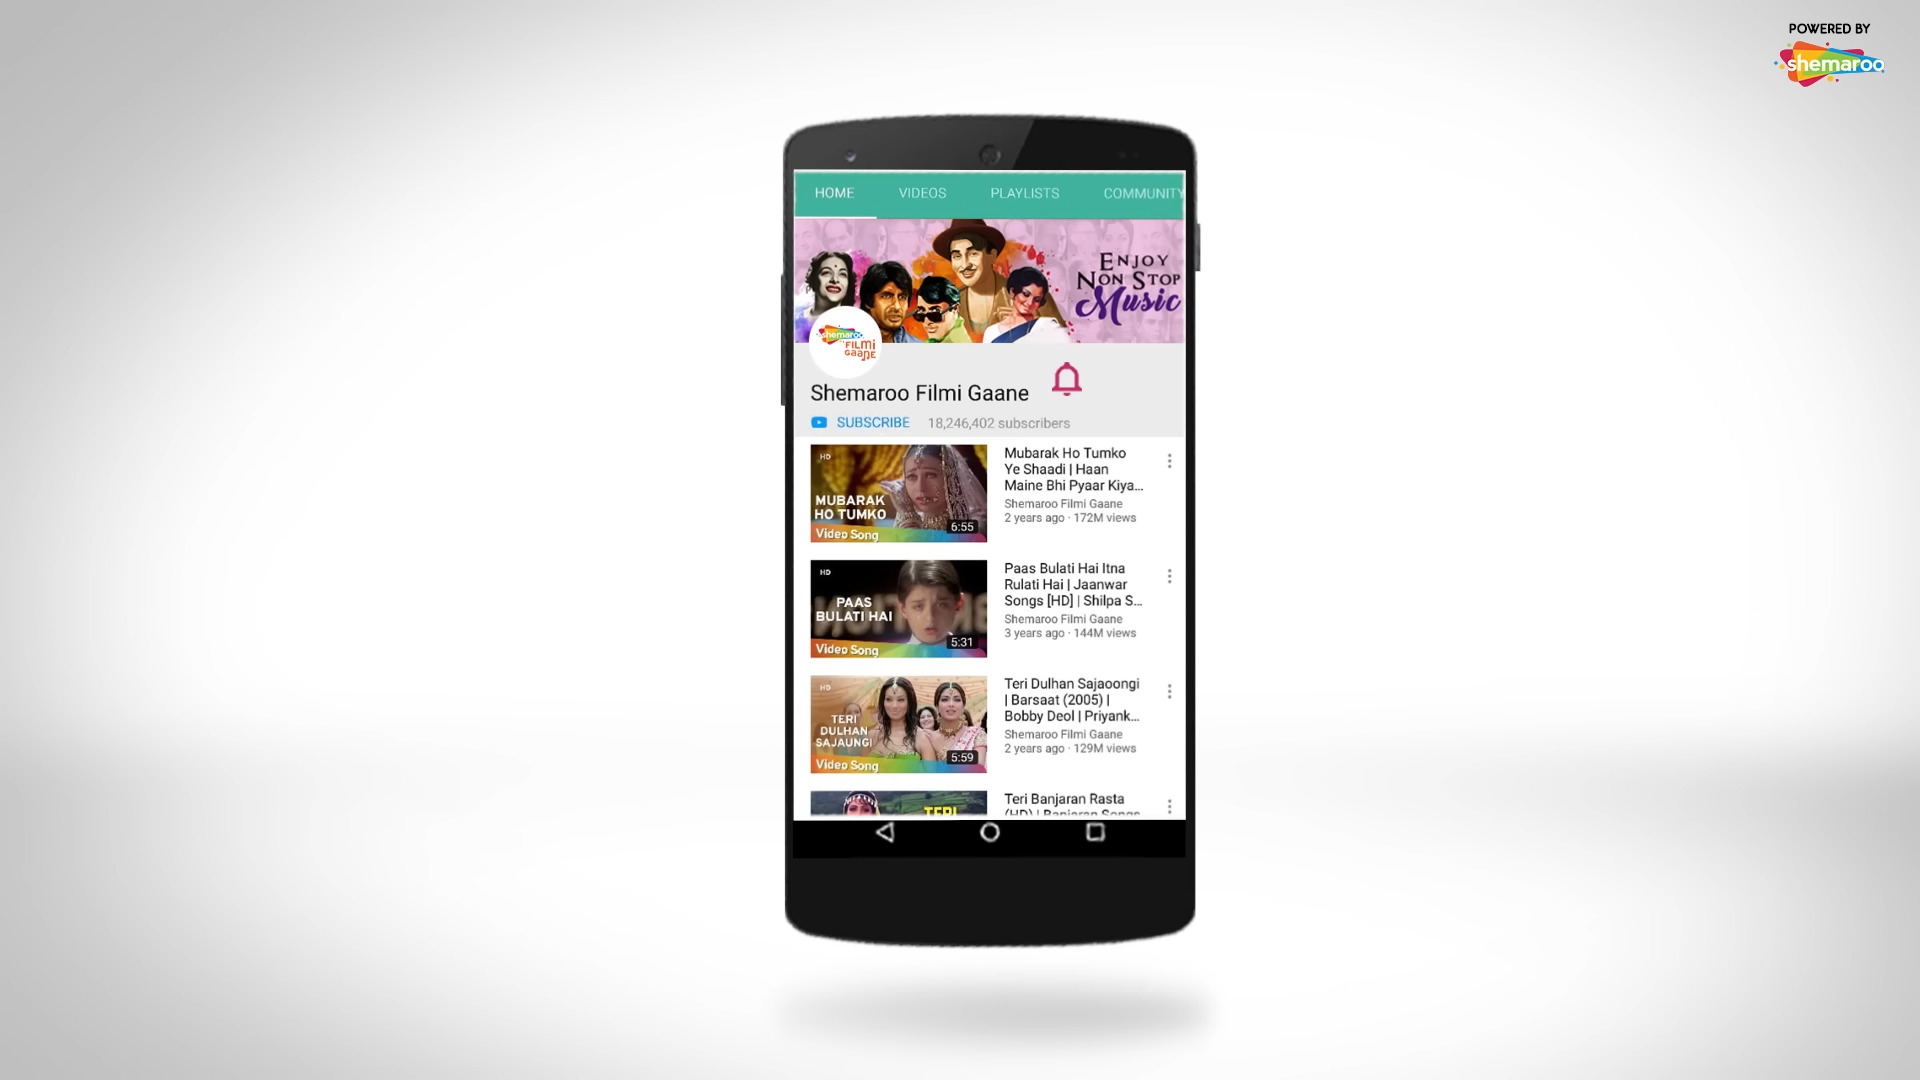 POWERED BY
shemaroo
HOME VIDEOS PLAYLISTS COMMUNITY
ENJOY
NON STOP
Music
shemaroo
FILMI
GAANE
Shemaroo Filmi Gaane
SUBSCRIBE 18,246,402 subscribers
HD
MUBARAK
HO TUMKO
Video Song
6:55
Mubarak Ho Tumko
Ye Shaadi | Haan
Maine Bhi Pyaar Kiya...
Shemaroo Filmi Gaane
2 years ago · 172M views
HD
PAAS
BULATI HAI
Video Song
5:31
Paas Bulati Hai Itna
Rulati Hai | Jaanwar
Songs [HD] | Shilpa S...
Shemaroo Filmi Gaane
3 years ago · 144M views
HD
TERI
DULHAN
SAJAUNGI
Video Song
5:59
Teri Dulhan Sajaoongi
| Barsaat (2005) |
Bobby Deol | Priyank...
Shemaroo Filmi Gaane
2 years ago · 129M views
TERI
Teri Banjaran Rasta
(HD) | Banjaran Songs